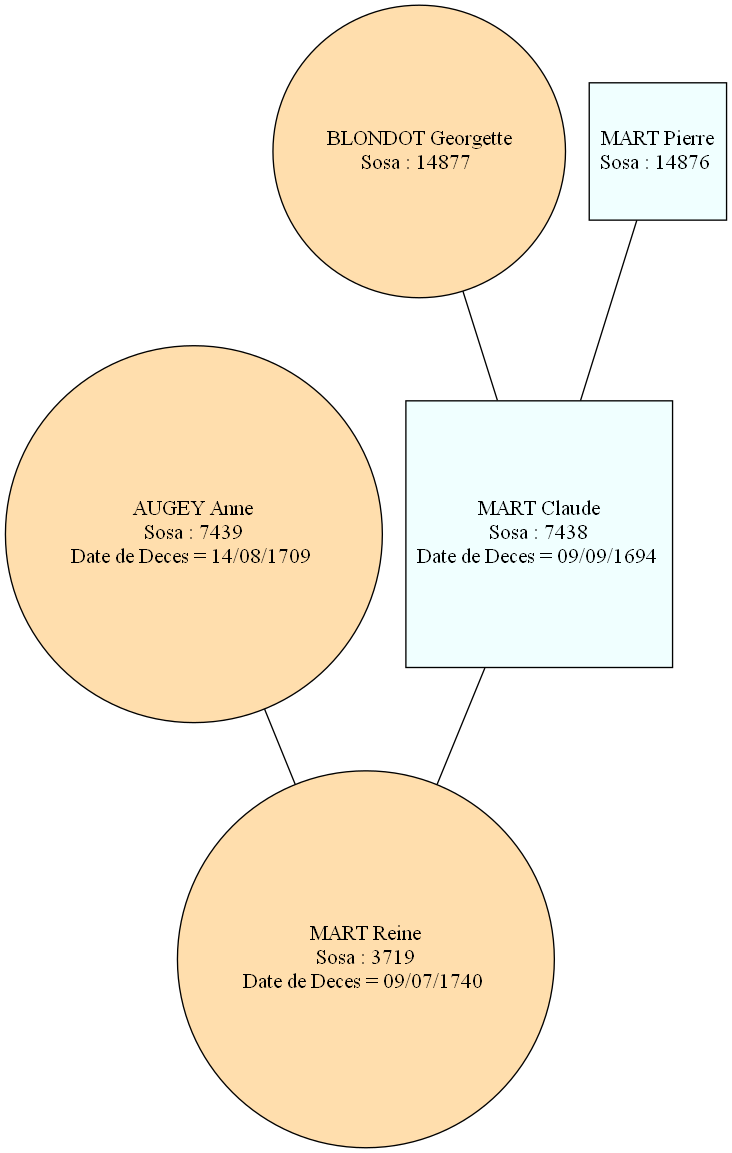 BLONDOT Georgette
Sosa : 14877
MART Pierre
Sosa : 14876
AUGEY Anne
Sosa : 7439
Date de Deces = 14/08/1709
MART Claude
Sosa : 7438
Date de Deces = 09/09/1694
MART Reine
Sosa : 3719
Date de Deces = 09/07/1740